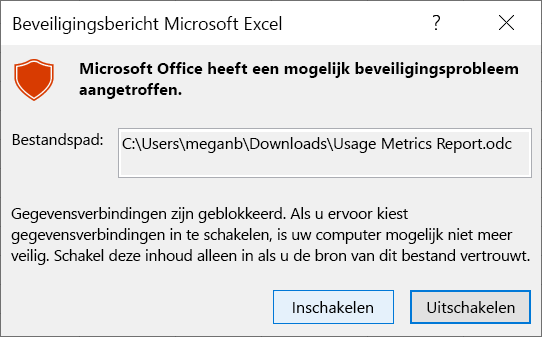 Beveiligingsbericht Microsoft Excel
?
Microsoft Office heeft een mogelijk beveiligingsprobleem
aangetroffen.
Bestandspad: C:\Users\meganb\Downloads\Usage Metrics Report.odc
Gegevensverbindingen zijn geblokkeerd. Als u ervoor kiest
gegevensverbindingen in te schakelen, is uw computer mogelijk niet meer
veilig. Schakel deze inhoud alleen in als u de bron van dit bestand vertrouwt.
Inschakelen Uitschakelen